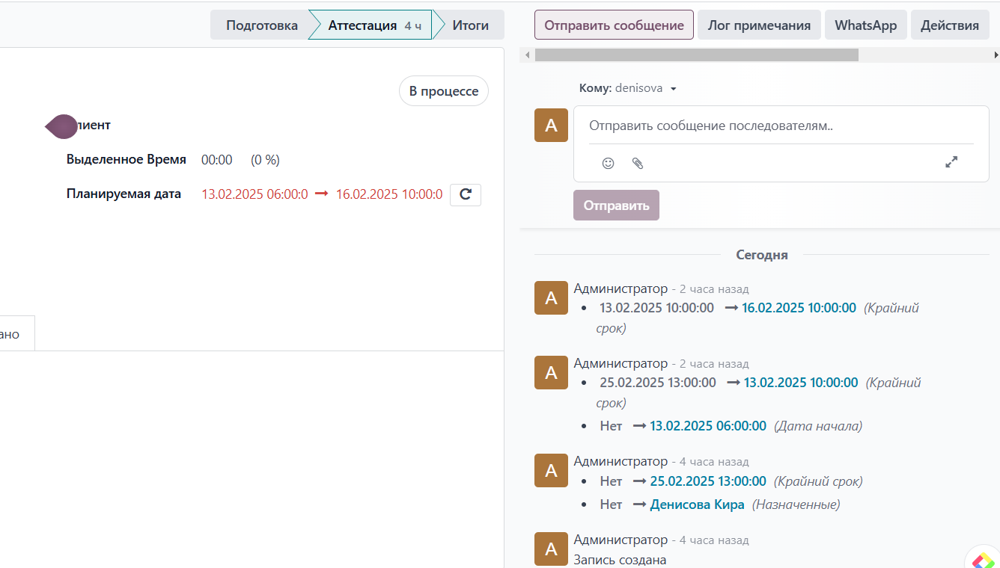 Подготовка
Аттестация 4 ч
Итоги
Отправить сообщение
Лог примечания
WhatsApp
Действия
В процессе
лиент
Выделенное Время 00:00 (0 %)
Планируемая дата 13.02.2025 06:00:0 → 16.02.2025 10:00:0
ано
Кому: denisova
A
Отправить сообщение последователям..
Отправить
Сегодня
A
Администратор - 2 часа назад
• 13.02.2025 10:00:00 → 16.02.2025 10:00:00 (Крайний
срок)
A
Администратор - 2 часа назад
• 25.02.2025 13:00:00 → 13.02.2025 10:00:00 (Крайний
срок)
• Нет → 13.02.2025 06:00:00 (Дата начала)
A
Администратор - 4 часа назад
• Нет → 25.02.2025 13:00:00 (Крайний срок)
• Нет → Денисова Кира (Назначенные)
A
Администратор - 4 часа назад
Запись создана